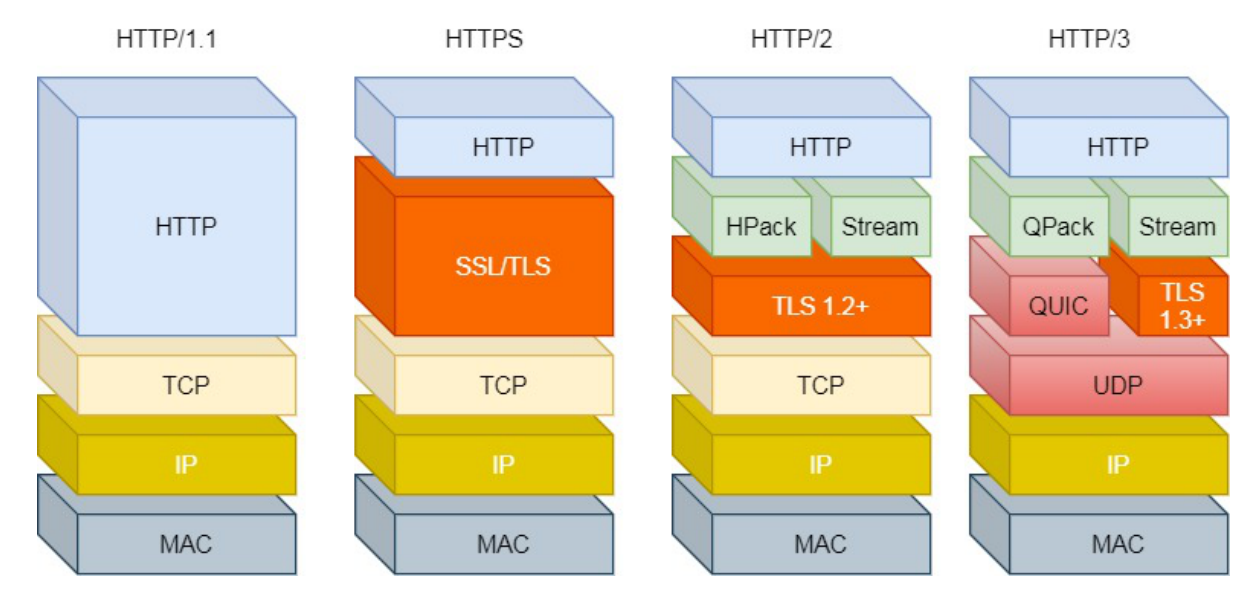 HTTP/1.1
HTTP
TCP
IP
MAC
HTTPS
HTTP
SSL/TLS
TCP
IP
MAC
HTTP/2
HTTP
HPack
Stream
TLS 1.2+
TCP
IP
MAC
HTTP/3
HTTP
QPack
Stream
QUIC
TLS
1.3+
UDP
IP
MAC